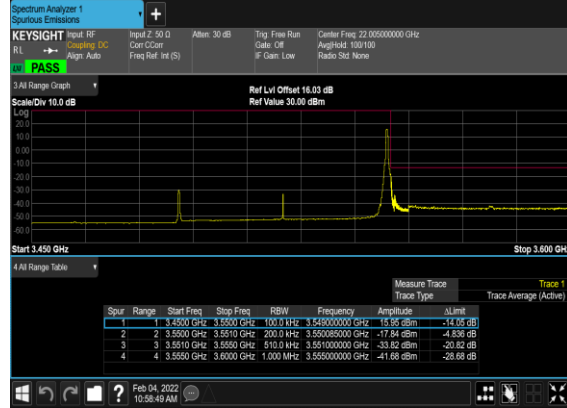 Spectrum Analyzer 1
Spurious Emissions
+
KEYSIGHT Input: RF Input Z: 50 Ω Atten: 30 dB Trig: Free Run Center Freq: 22.005000000 GHz
RL Coupling: DC Corr CCorr Gate: Off Avg|Hold: 100/100
Align: Auto Freq Ref: Int (S) IF Gain: Low Radio Std: None
PASS
3 All Range Graph
Ref Lvl Offset 16.03 dB
Scale/Div 10.0 dB Ref Value 30.00 dBm
Log
20.0
10.0
0.00
-10.0
-20.0
-30.0
-40.0
-50.0
-60.0
Start 3.450 GHz Stop 3.600 GH
4 All Range Table
Measure Trace Trace 1
Trace Type Trace Average (Active)
Spur Range Start Freq Stop Freq RBW Frequency Amplitude ΔLimit
1 1 3.4500 GHz 3.5500 GHz 100.0 kHz 3.549000000 GHz 15.95 dBm -14.05 dB
2 2 3.5500 GHz 3.5510 GHz 200.0 kHz 3.550085000 GHz -17.84 dBm -4.836 dB
3 3 3.5510 GHz 3.5550 GHz 510.0 kHz 3.551000000 GHz -33.82 dBm -20.82 dB
4 4 3.5550 GHz 3.6000 GHz 1.000 MHz 3.555000000 GHz -41.68 dBm -28.68 dB
? Feb 04, 2022
10:58:49 AM